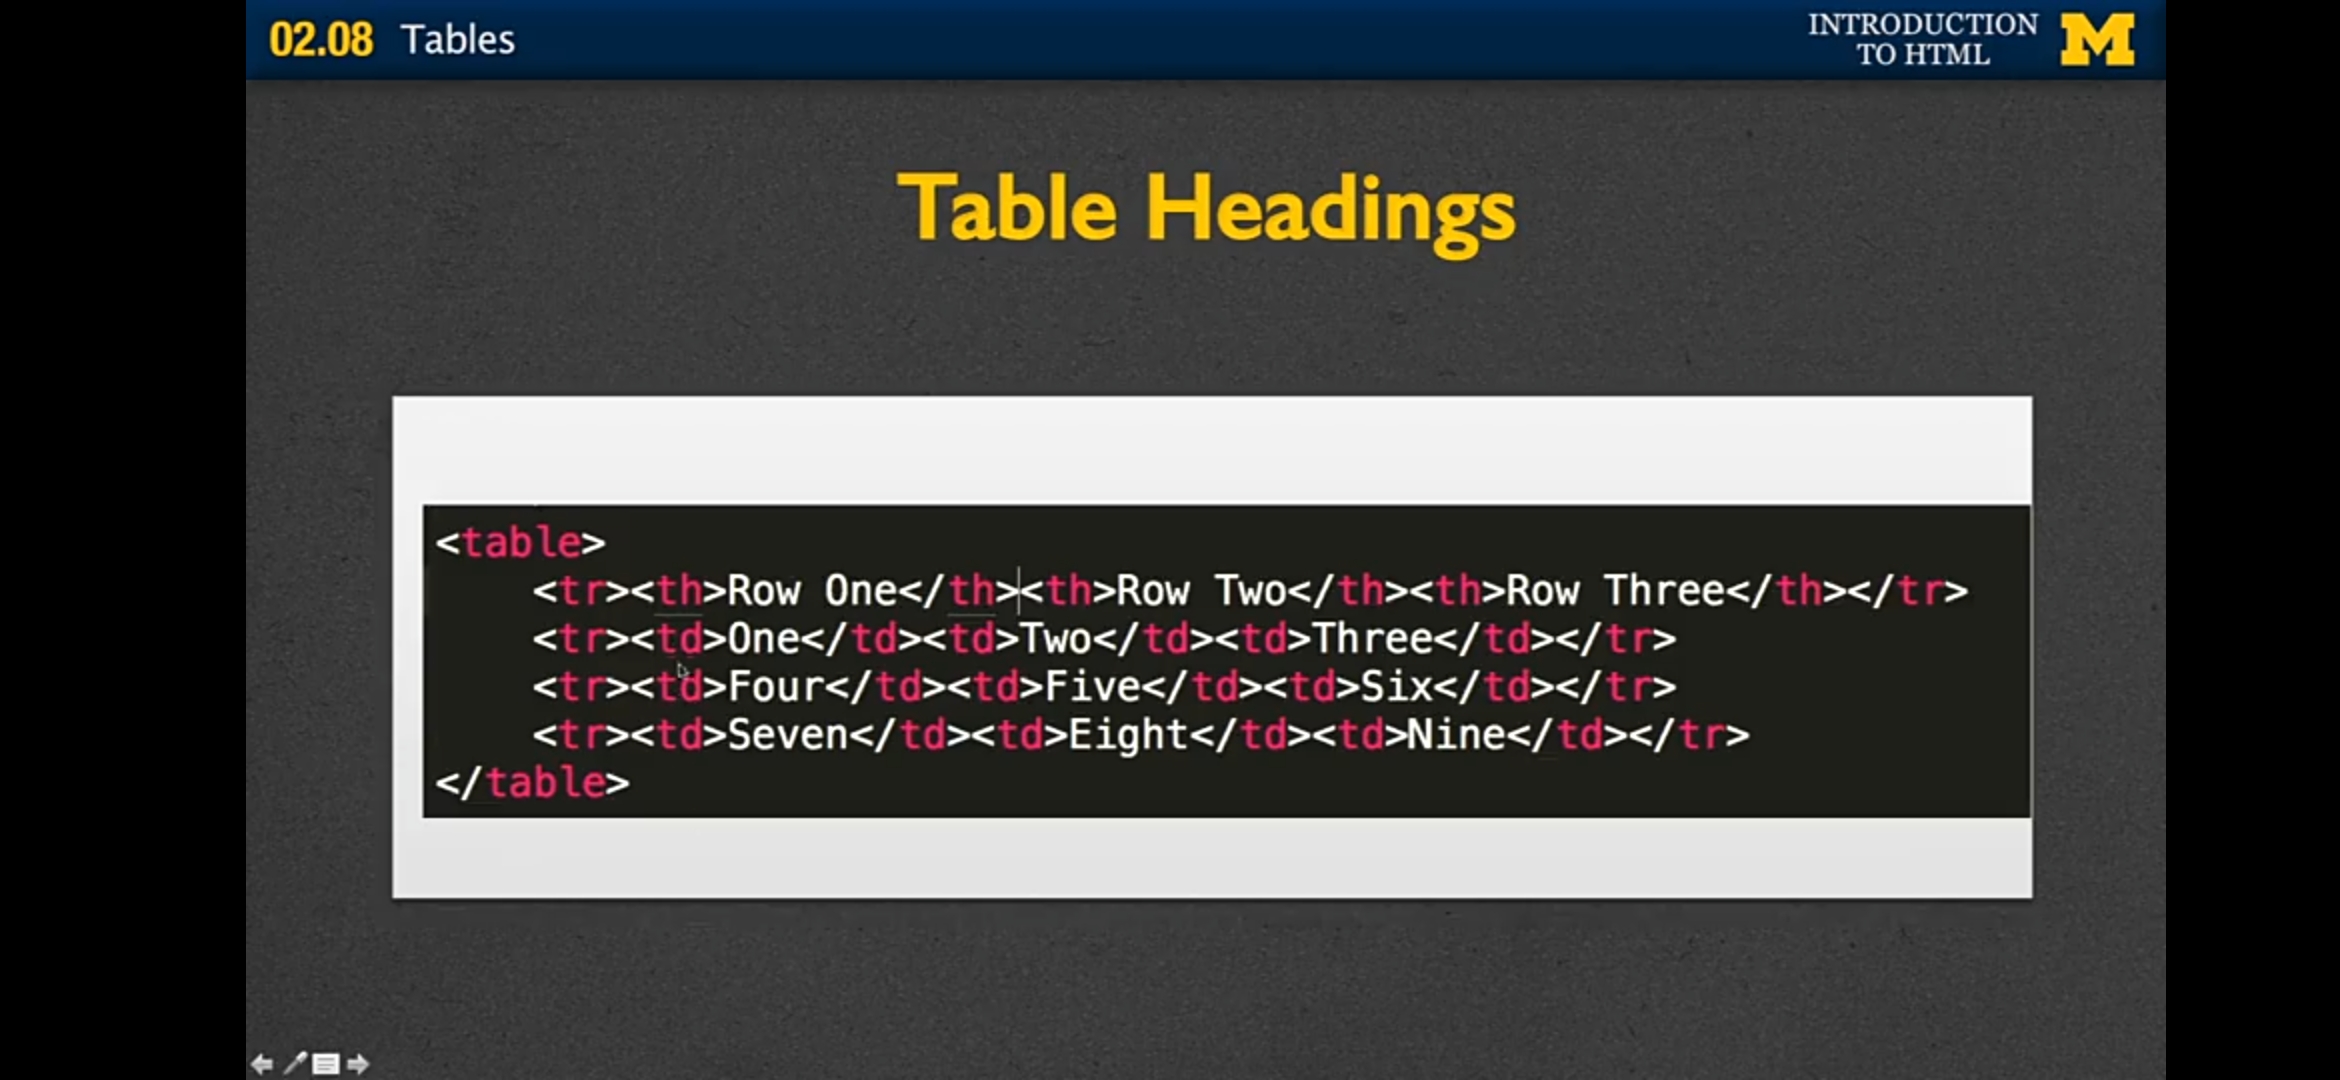 02.08 Tables
INTRODUCTION
TO HTML
M
Table Headings
<table>
<tr><th>Row One</th><th>Row Two</th><th>Row Three</th></tr>
<tr><td>One</td><td>Two</td><td>Three</td></tr>
<tr><td>Four</td><td>Five</td><td>Six</td></tr>
<tr><td>Seven</td><td>Eight</td><td>Nine</td></tr>
</table>